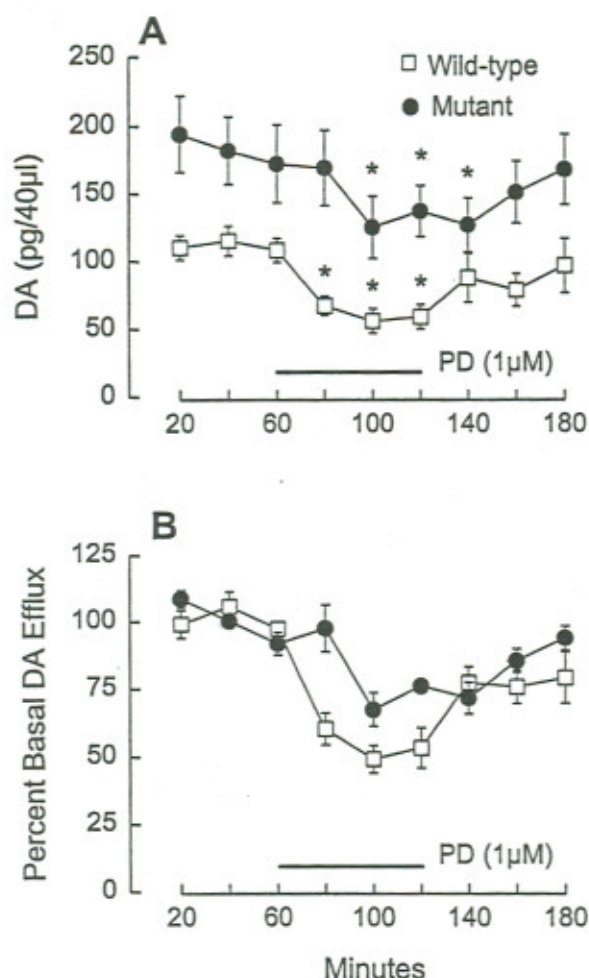 A
250
200
150
100
50
0
DA (pg/40µl)
Wild-type
Mutant
* * *
* * *
PD (1µM)
20 60 100 140 180
B
125
100
75
50
25
0
Percent Basal DA Efflux
PD (1µM)
20 60 100 140 180
Minutes